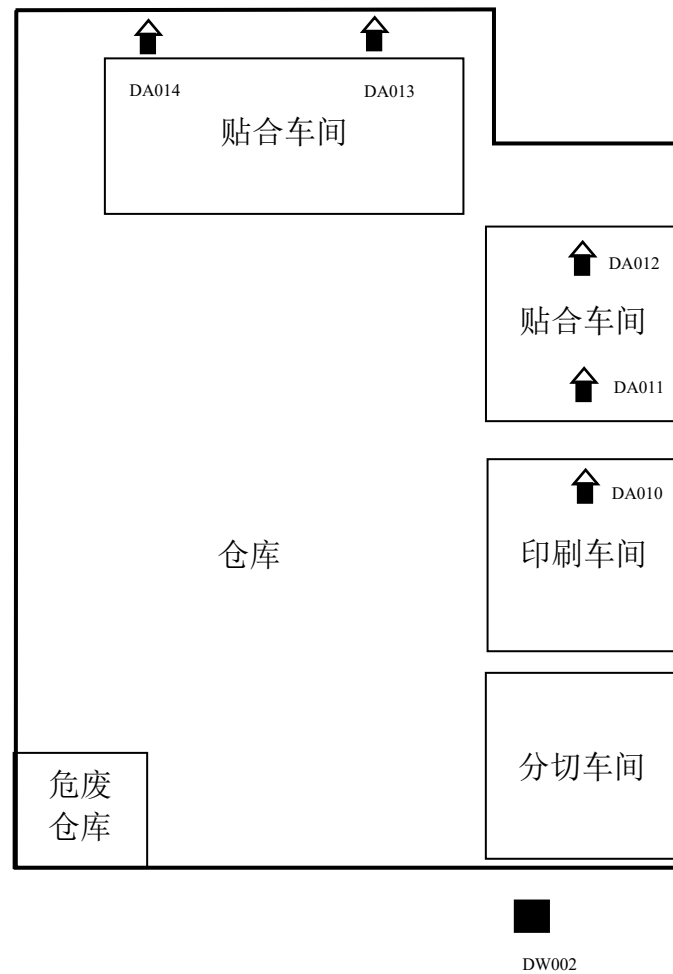 DA014
DA013
贴合车间
DA012
贴合车间
DA011
DA010
仓库
印刷车间
分切车间
危废
仓库
DW002